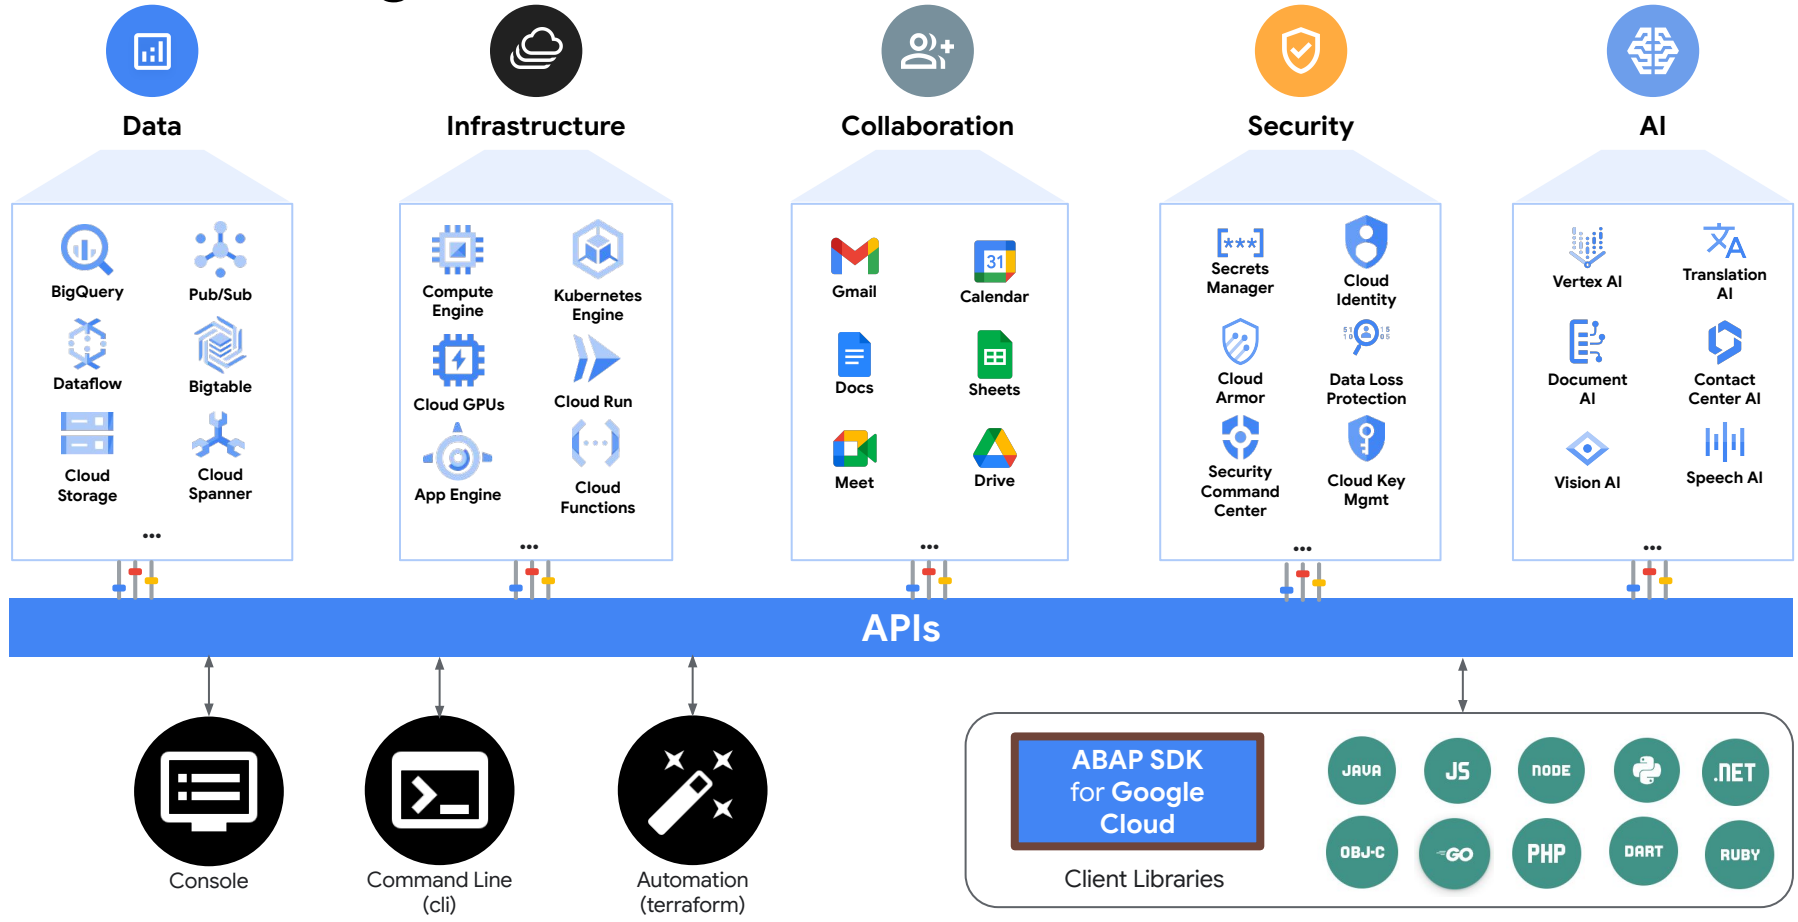 Data
Infrastructure
Collaboration
Security
AI
BigQuery
Pub/Sub
Dataflow
Bigtable
Cloud
Storage
Cloud
Spanner
...
Compute
Engine
Kubernetes
Engine
Cloud GPUs
Cloud Run
App Engine
Cloud
Functions
...
Gmail
31
Calendar
Docs
Sheets
Meet
Drive
...
[***]
Secrets
Manager
Cloud
Identity
Cloud
Armor
Data Loss
Protection
Security
Command
Center
Cloud Key
Mgmt
...
Vertex AI
Translation
AI
Document
AI
Contact
Center AI
Vision AI
Speech AI
...
APIs
Console
Command Line
(cli)
Automation
(terraform)
ABAP SDK
for Google
Cloud
Client Libraries
JAVA
JS
NODE
.NET
OBJ-C
GO
PHP
DART
RUBY